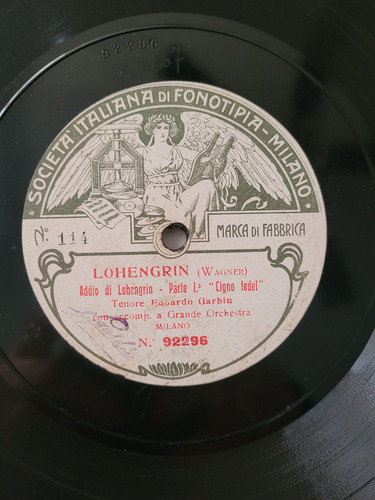 92296
SOCIETA' ITALIANA DI FONOTIPIA - MILANO
No. 114
MARCA DI FABBRICA
LOHENGRIN (WAGNER)
Addio di Lohengrin - Parte I.a "Cigno fedel"
Tenore Edoardo Garbin
con accomp. a Grande Orchestra
MILANO
N. 92296